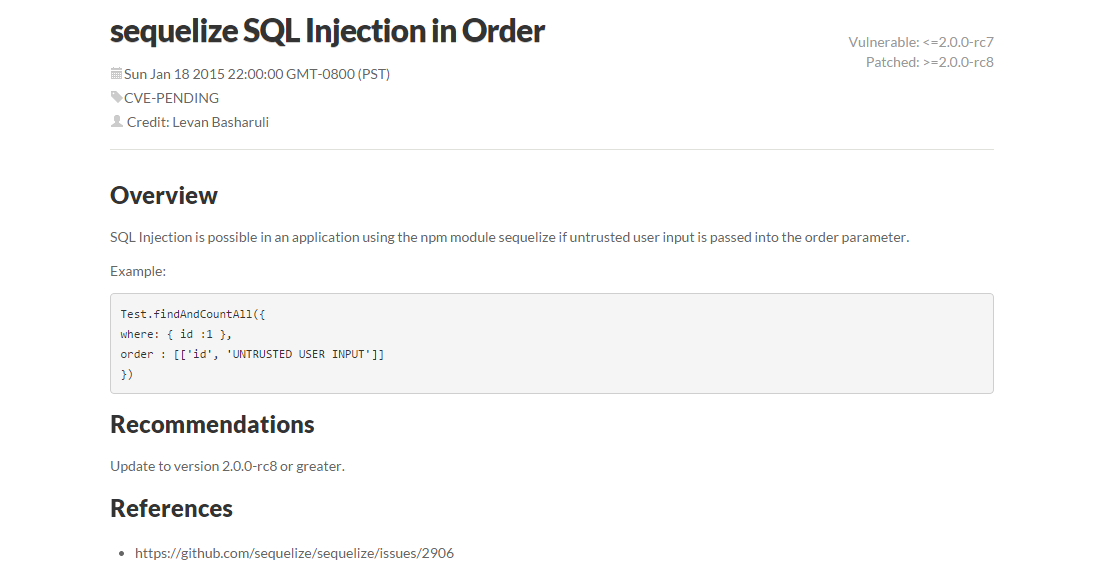 sequelize SQL Injection in Order
Vulnerable: <=2.0.0-rc7
Patched: >=2.0.0-rc8
Sun Jan 18 2015 22:00:00 GMT-0800 (PST)
CVE-PENDING
Credit: Levan Basharuli
Overview
SQL Injection is possible in an application using the npm module sequelize if untrusted user input is passed into the order parameter.
Example:
Test.findAndCountAll({
where: { id :1 },
order : [['id', 'UNTRUSTED USER INPUT']]
})
Recommendations
Update to version 2.0.0-rc8 or greater.
References
• https://github.com/sequelize/sequelize/issues/2906